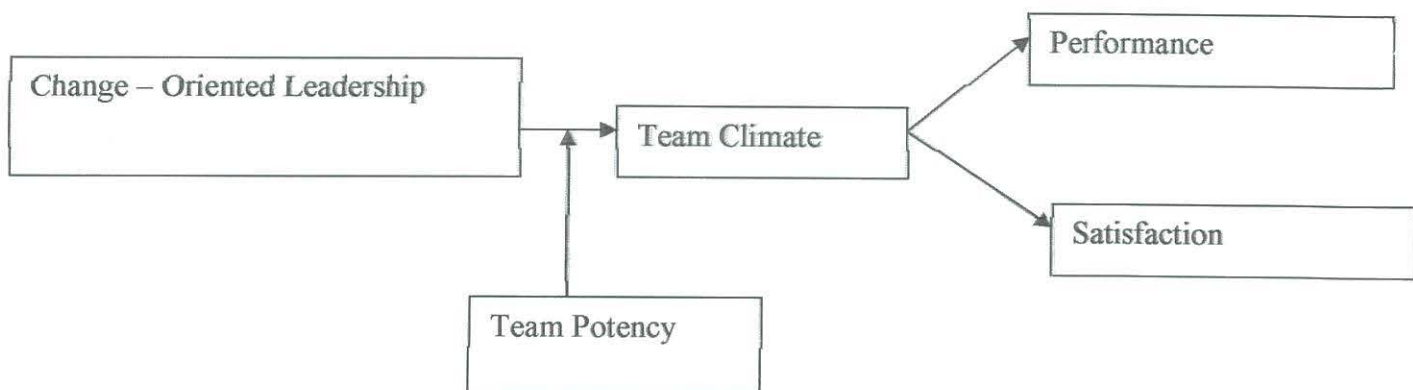 Performance
Change – Oriented Leadership
Team Climate
Satisfaction
Team Potency